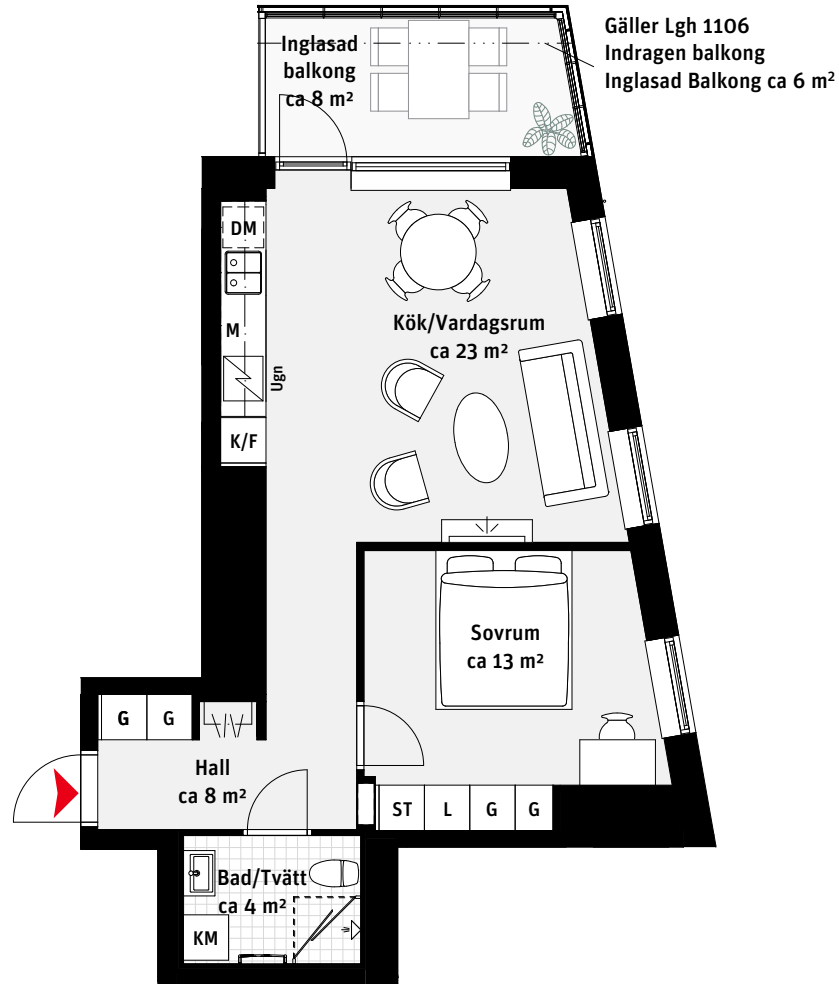 Gäller Lgh 1106
Indragen balkong
Inglasad Balkong ca 6 m²
Inglasad
balkong
ca 8 m²
DM
M
Ugn
K/F
Kök/Vardagsrum
ca 23 m²
Sovrum
ca 13 m²
G G
Hall
ca 8 m²
ST L G G
Bad/Tvätt
ca 4 m²
KM